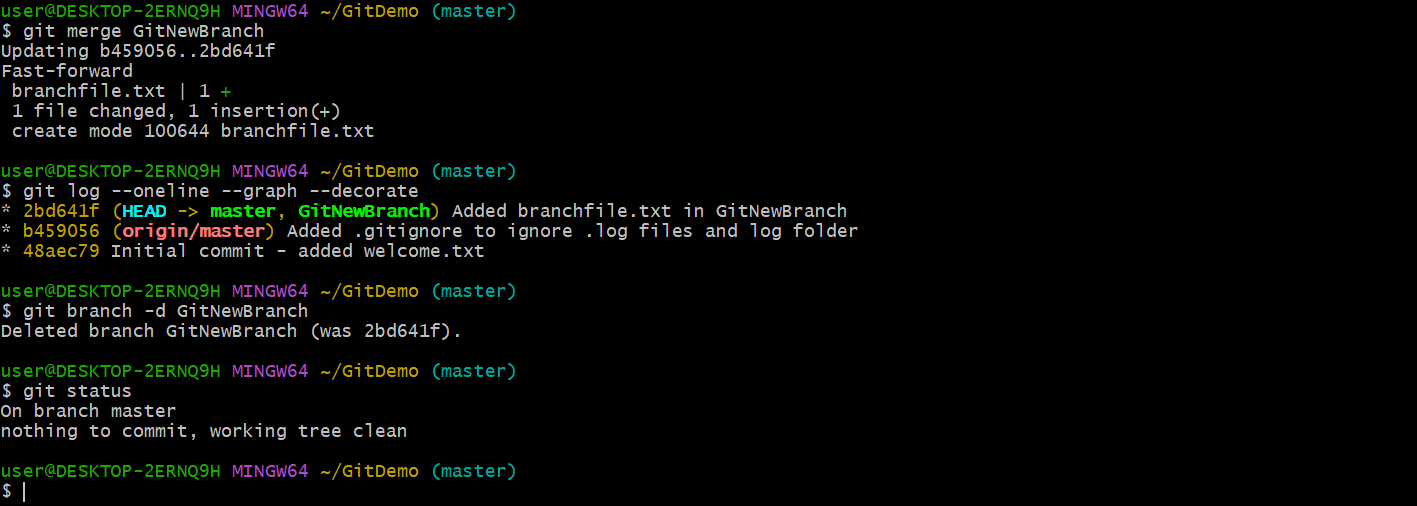 user@DESKTOP-2ERNQ9H MINGW64 ~/GitDemo (master)
$ git merge GitNewBranch
Updating b459056..2bd641f
Fast-forward
 branchfile.txt | 1 +
 1 file changed, 1 insertion(+)
 create mode 100644 branchfile.txt

user@DESKTOP-2ERNQ9H MINGW64 ~/GitDemo (master)
$ git log --oneline --graph --decorate
* 2bd641f (HEAD -> master, GitNewBranch) Added branchfile.txt in GitNewBranch
* b459056 (origin/master) Added .gitignore to ignore .log files and log folder
* 48aec79 Initial commit - added welcome.txt

user@DESKTOP-2ERNQ9H MINGW64 ~/GitDemo (master)
$ git branch -d GitNewBranch
Deleted branch GitNewBranch (was 2bd641f).

user@DESKTOP-2ERNQ9H MINGW64 ~/GitDemo (master)
$ git status
On branch master
nothing to commit, working tree clean

user@DESKTOP-2ERNQ9H MINGW64 ~/GitDemo (master)
$